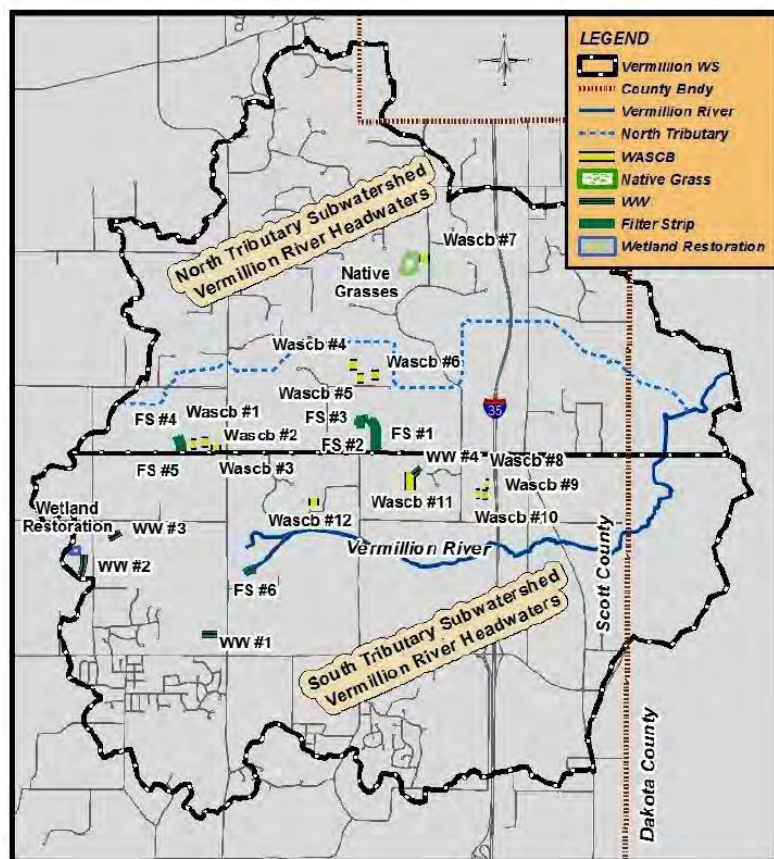 LEGEND
Vermillion WS
County Bndy
Vermillion River
North Tributary
WASCB
Native Grass
WW
Filter Strip
Wetland Restoration
North Tributary Subwatershed
Vermillion River Headwaters
Wascb #7
Native
Grasses
Wascb #4
Wascb #6
Wascb #5
35
FS #4
Wascb #1
FS #3
Wascb #2
FS #2
FS #1
FS #5
Wascb #3
WW #4
Wascb #8
Wascb #9
Wascb #11
Wascb #10
Wetland
Restoration
WW #3
Wascb #12
Vermillion River
WW #2
FS #6
WW #1
South Tributary Subwatershed
Vermillion River Headwaters
Scott County
Dakota County